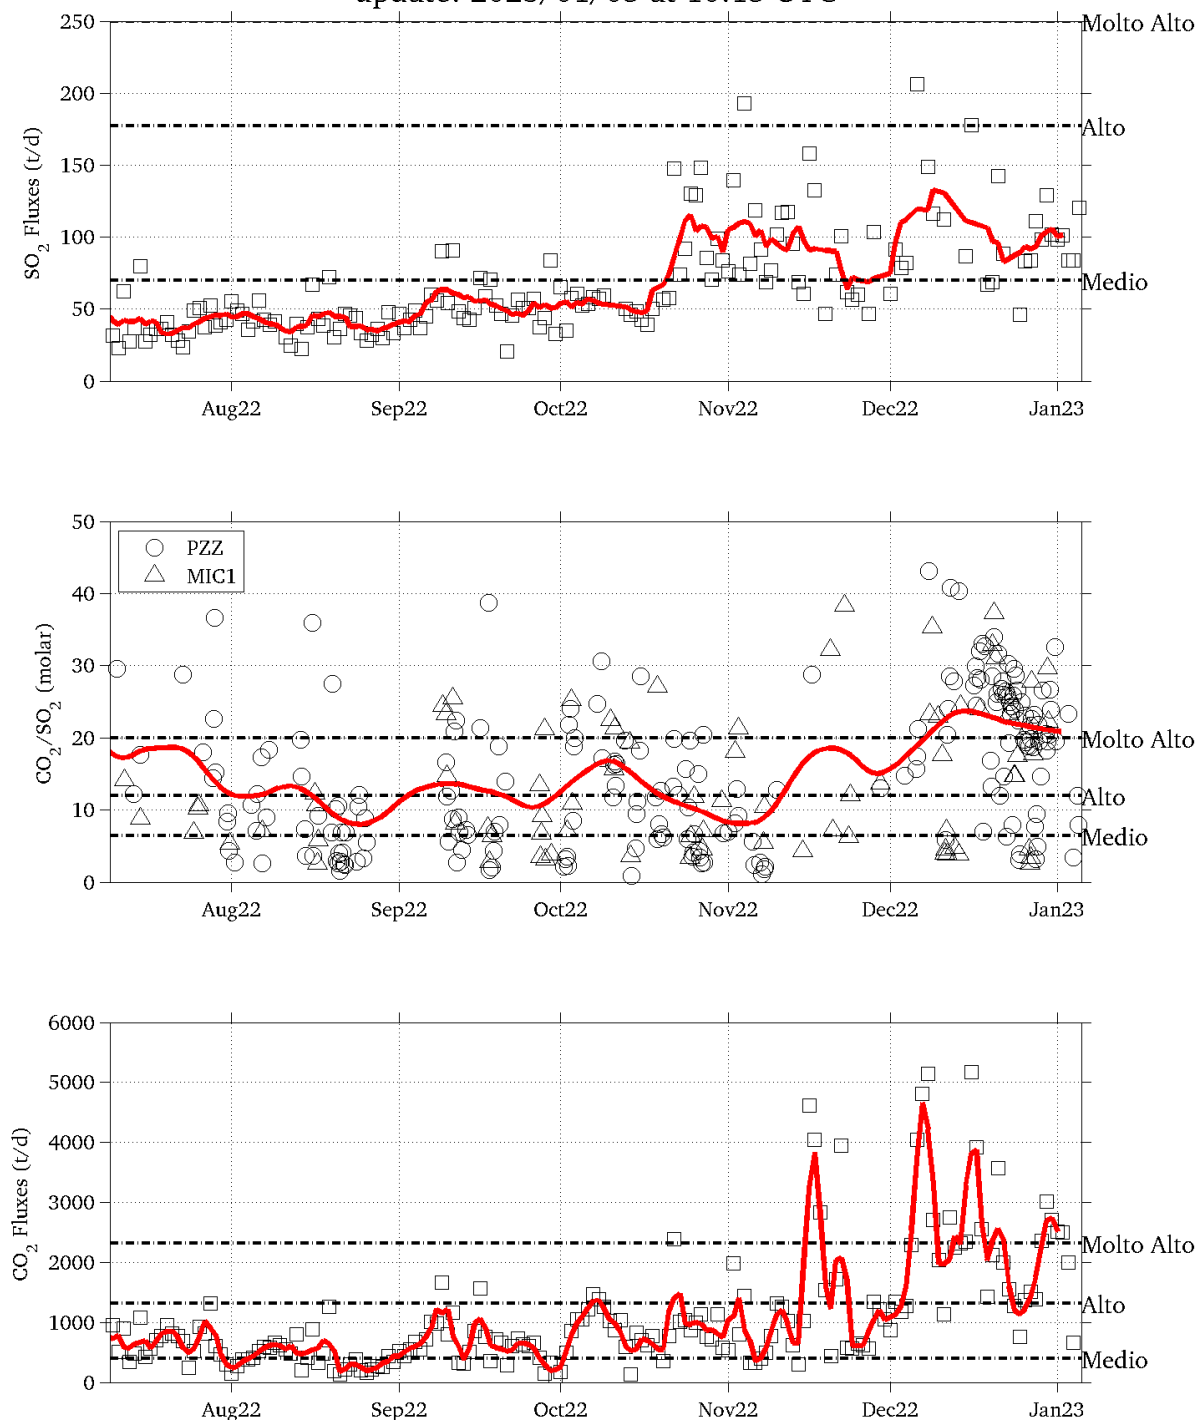 250
Molto Alto
200
Alto
150
100
Medio
50
0
SO2 Fluxes (t/d)
Aug22 Sep22 Oct22 Nov22 Dec22 Jan23
50
PZZ
MIC1
40
30
20
Molto Alto
Alto
10
Medio
0
CO2/SO2 (molar)
Aug22 Sep22 Oct22 Nov22 Dec22 Jan23
6000
5000
4000
3000
Molto Alto
2000
Alto
1000
Medio
0
CO2 Fluxes (t/d)
Aug22 Sep22 Oct22 Nov22 Dec22 Jan23